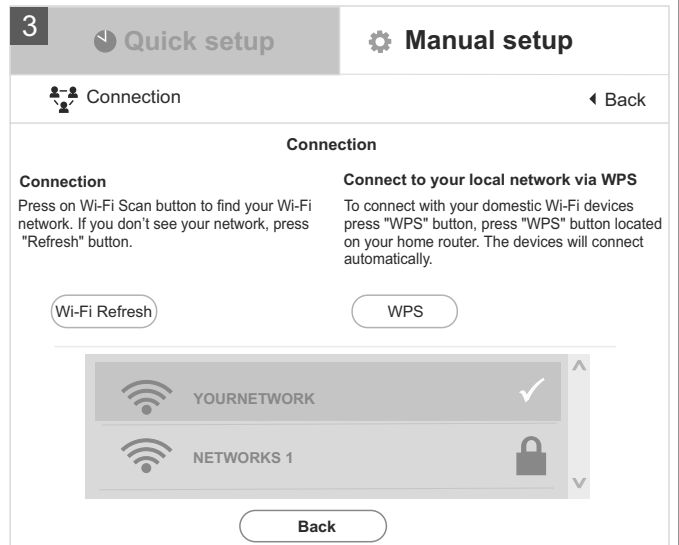 3
Quick setup
Manual setup
Connection
Back
Connection
Connection
Press on Wi-Fi Scan button to find your Wi-Fi
network. If you don't see your network, press
"Refresh" button.
Connect to your local network via WPS
To connect with your domestic Wi-Fi devices
press "WPS" button, press "WPS" button located
on your home router. The devices will connect
automatically.
Wi-Fi Refresh
WPS
YOURNETWORK
NETWORKS 1
Back